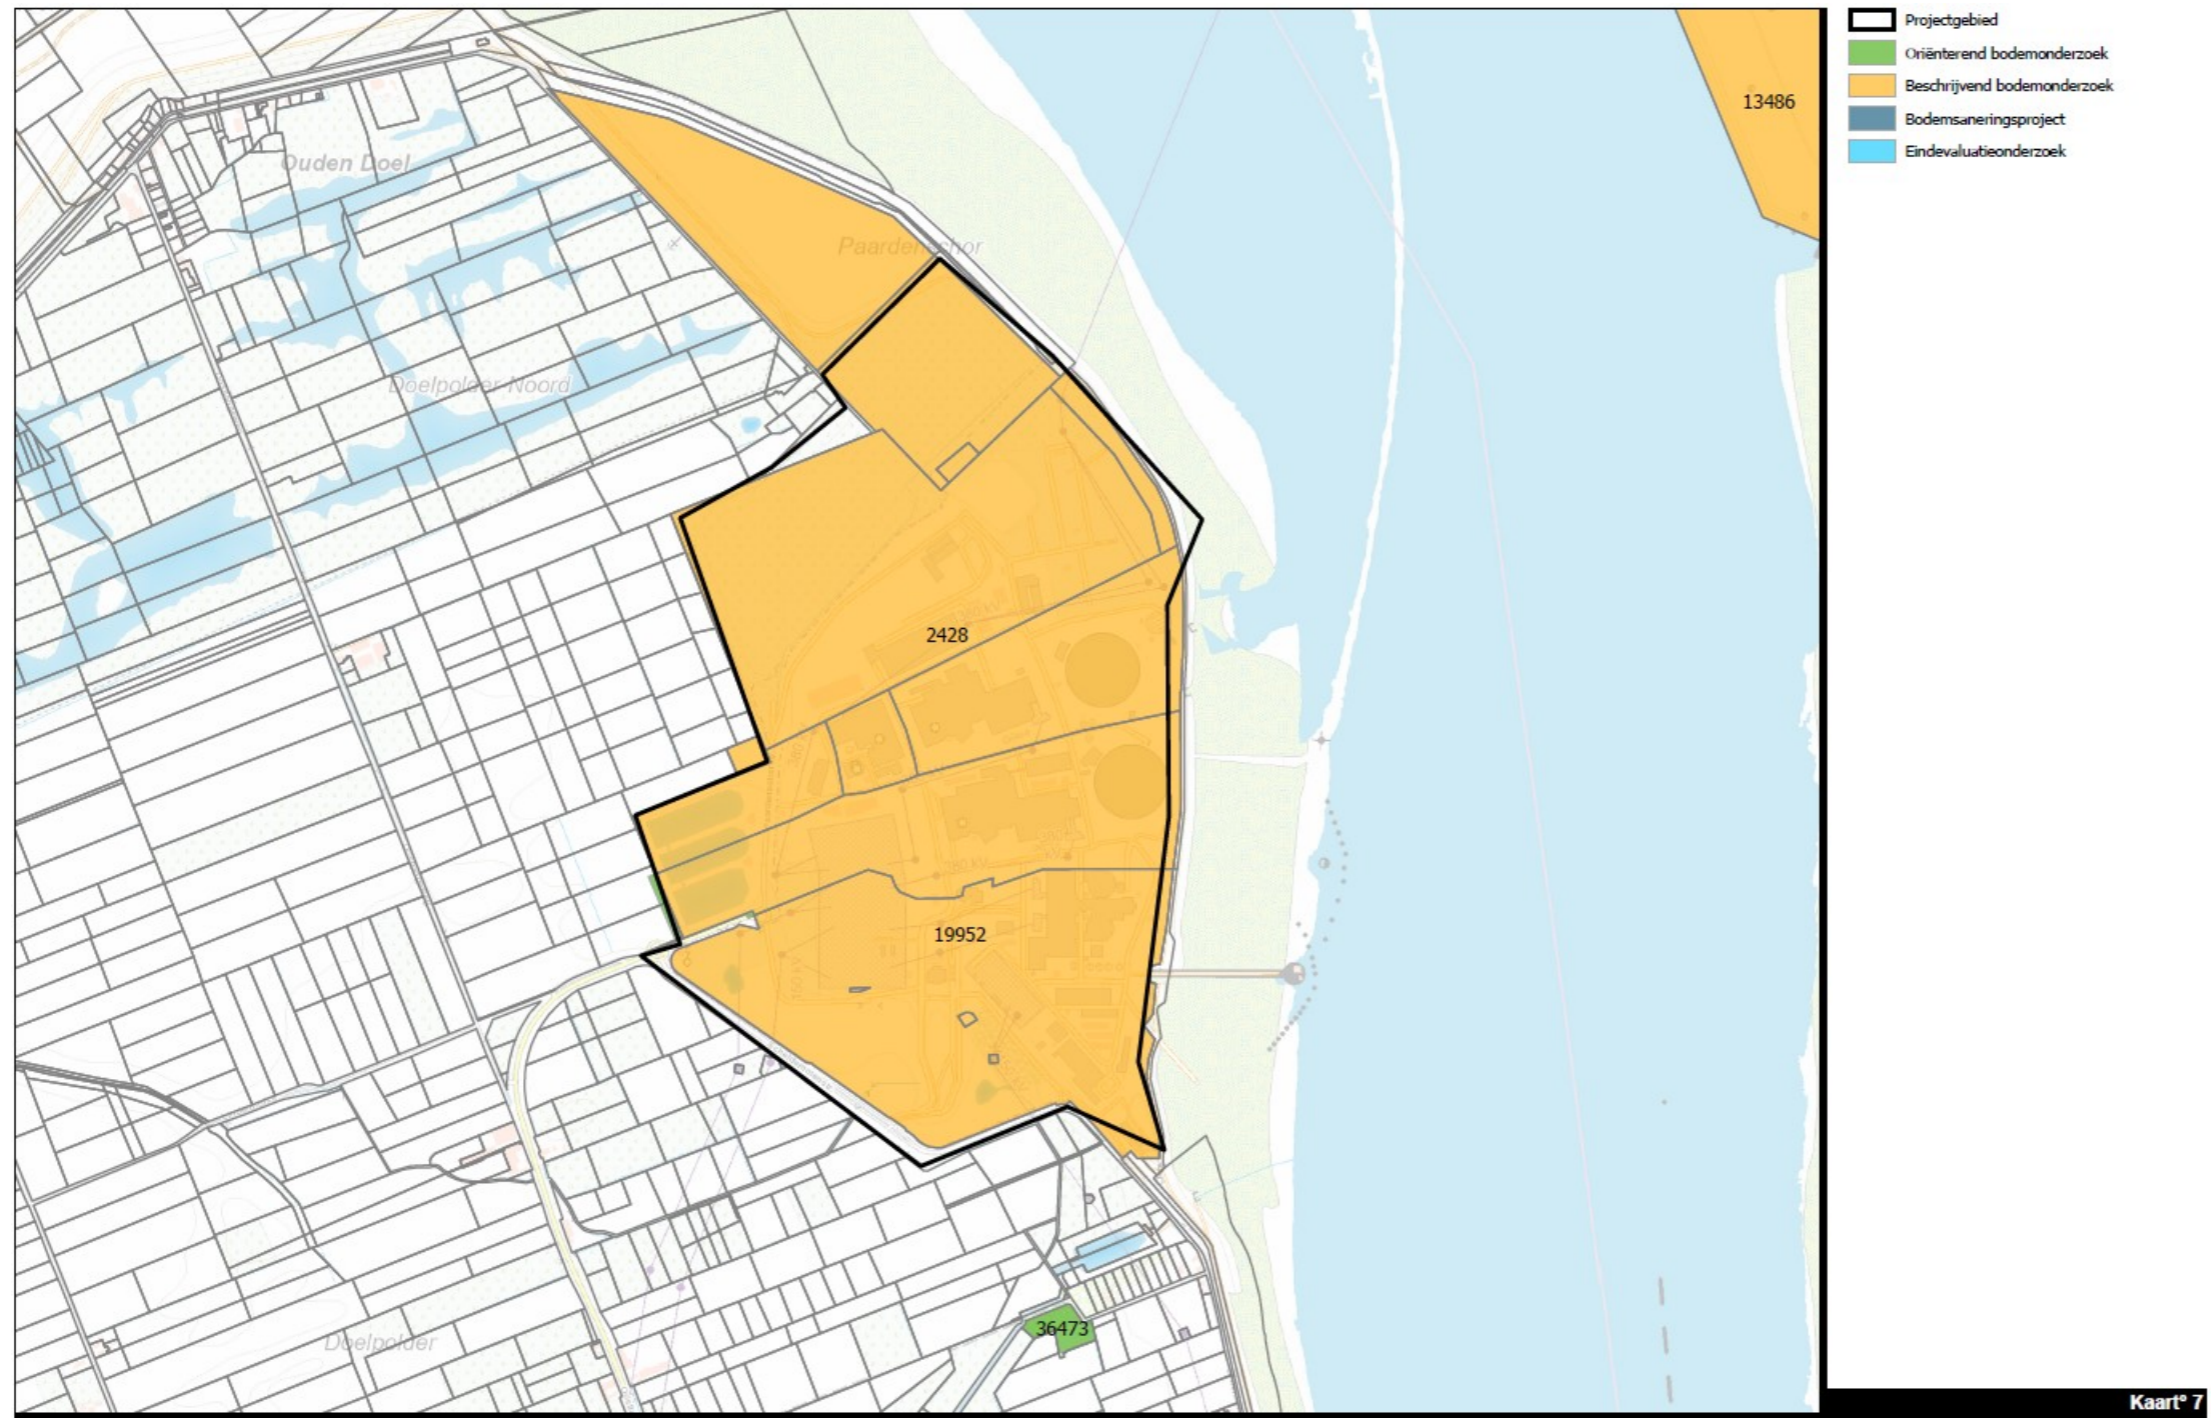 Projectgebied
Oriënterend bodemonderzoek
Beschrijvend bodemonderzoek
Bodemsaneringsproject
Eindevaluatieonderzoek
13486
Ouden Doel
Paardenschor
Doelpolder Noord
2428
19952
36473
Doelpolder
Kaart° 7